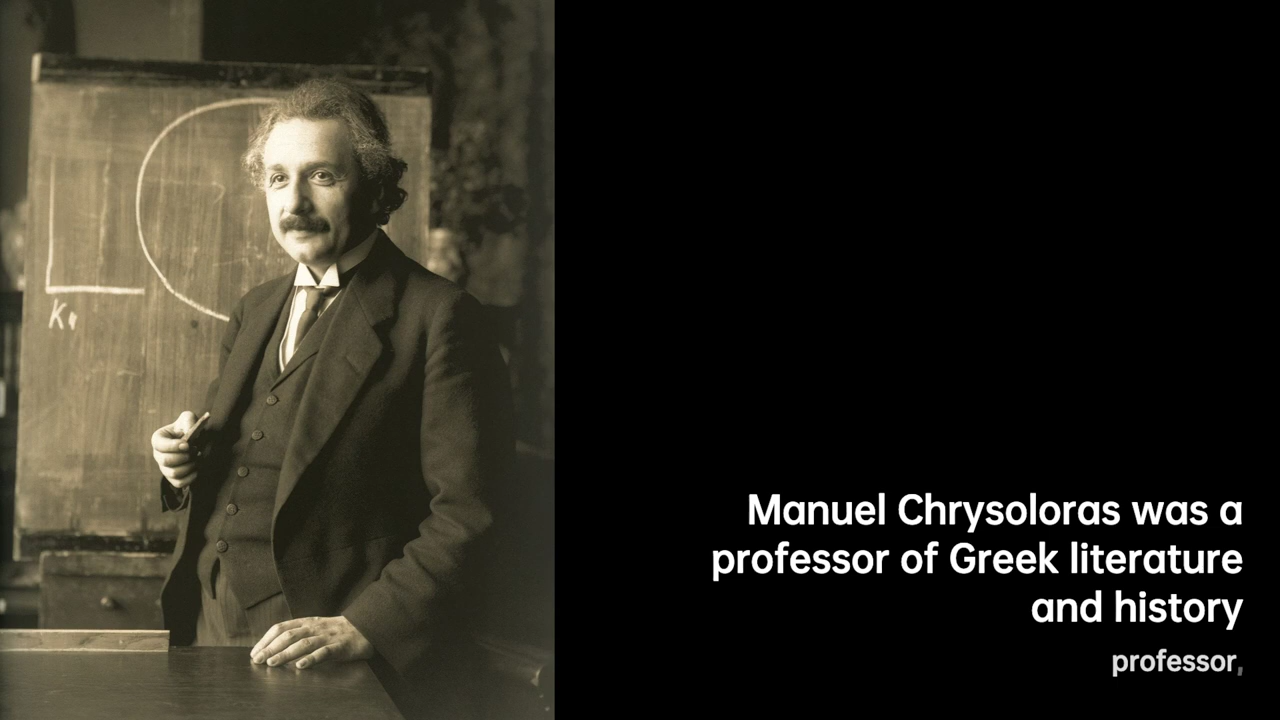 K
Manuel Chrysoloras was a
professor of Greek literature
and history
professor,